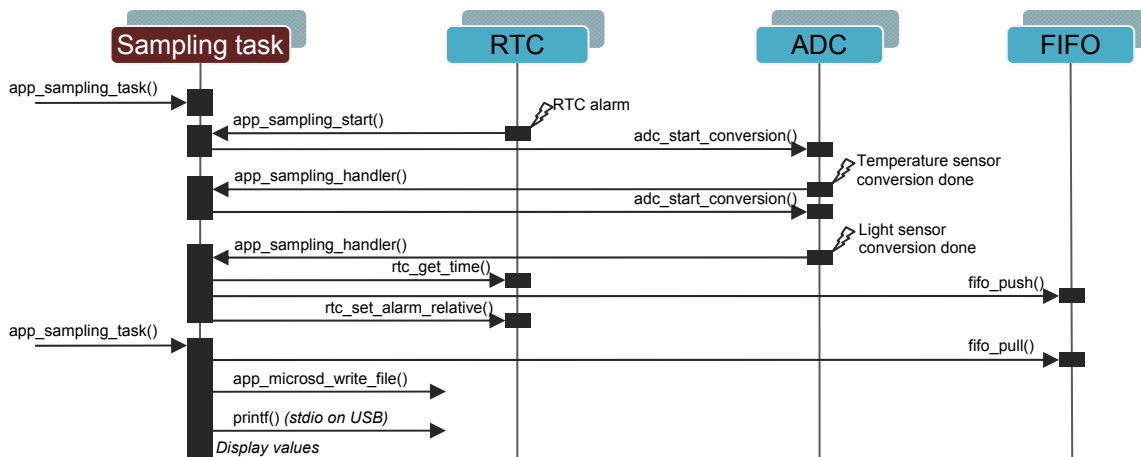 Sampling task
RTC
ADC
FIFO
app_sampling_task()
RTC alarm
app_sampling_start()
adc_start_conversion()
Temperature sensor
conversion done
app_sampling_handler()
adc_start_conversion()
Light sensor
conversion done
app_sampling_handler()
rtc_get_time()
fifo_push()
rtc_set_alarm_relative()
app_sampling_task()
fifo_pull()
app_microsd_write_file()
printf() (stdio on USB)
Display values